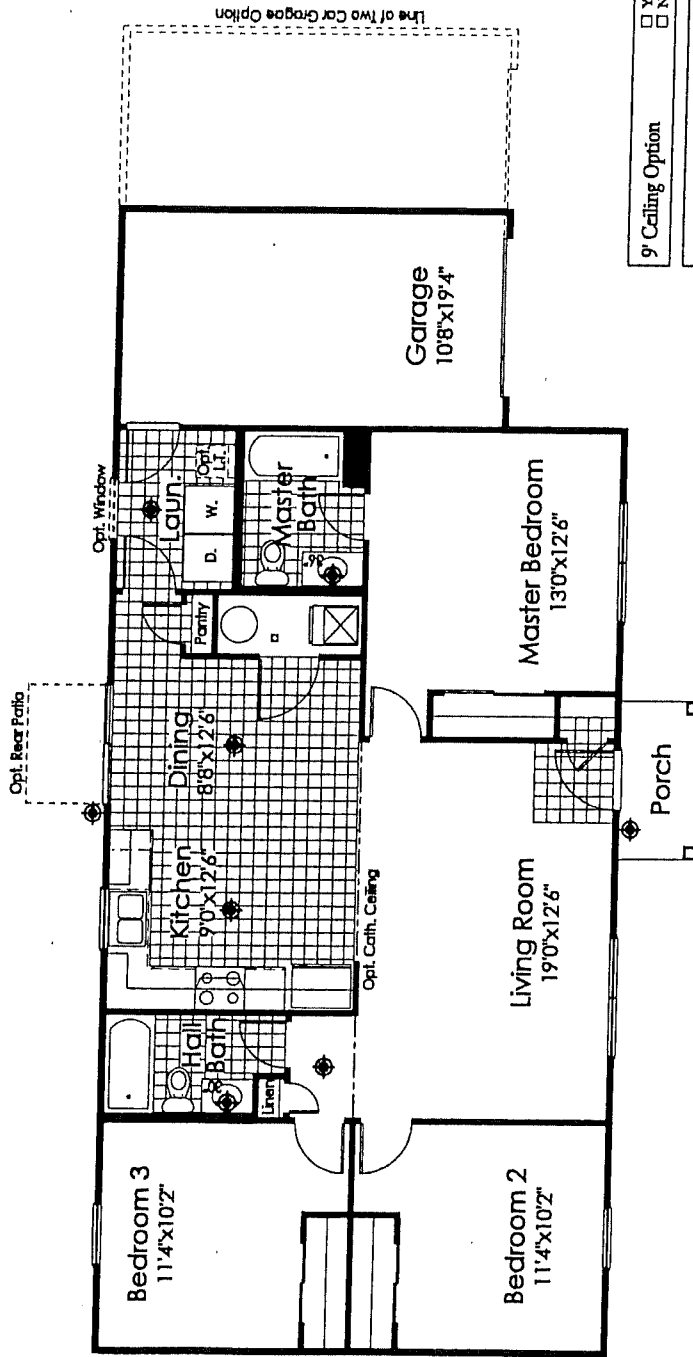 Line of Two Car Gragae Option
Opt. Rear Patio
Opt. Window
Laun.
Opt.
L.T.
D.
W.
Pantry
Garage
10'8"x19'4"
Kitchen
9'0"x12'6"
Dining
8'8"x12'6"
Master
Bath
36"
Hall
Bath
Linen
Opt. Cath. Ceiling
Bedroom 3
11'4"x10'2"
Bedroom 2
11'4"x10'2"
Living Room
19'0"x12'6"
Master Bedroom
13'0"x12'6"
Porch
9' Ceiling Option
Y
N